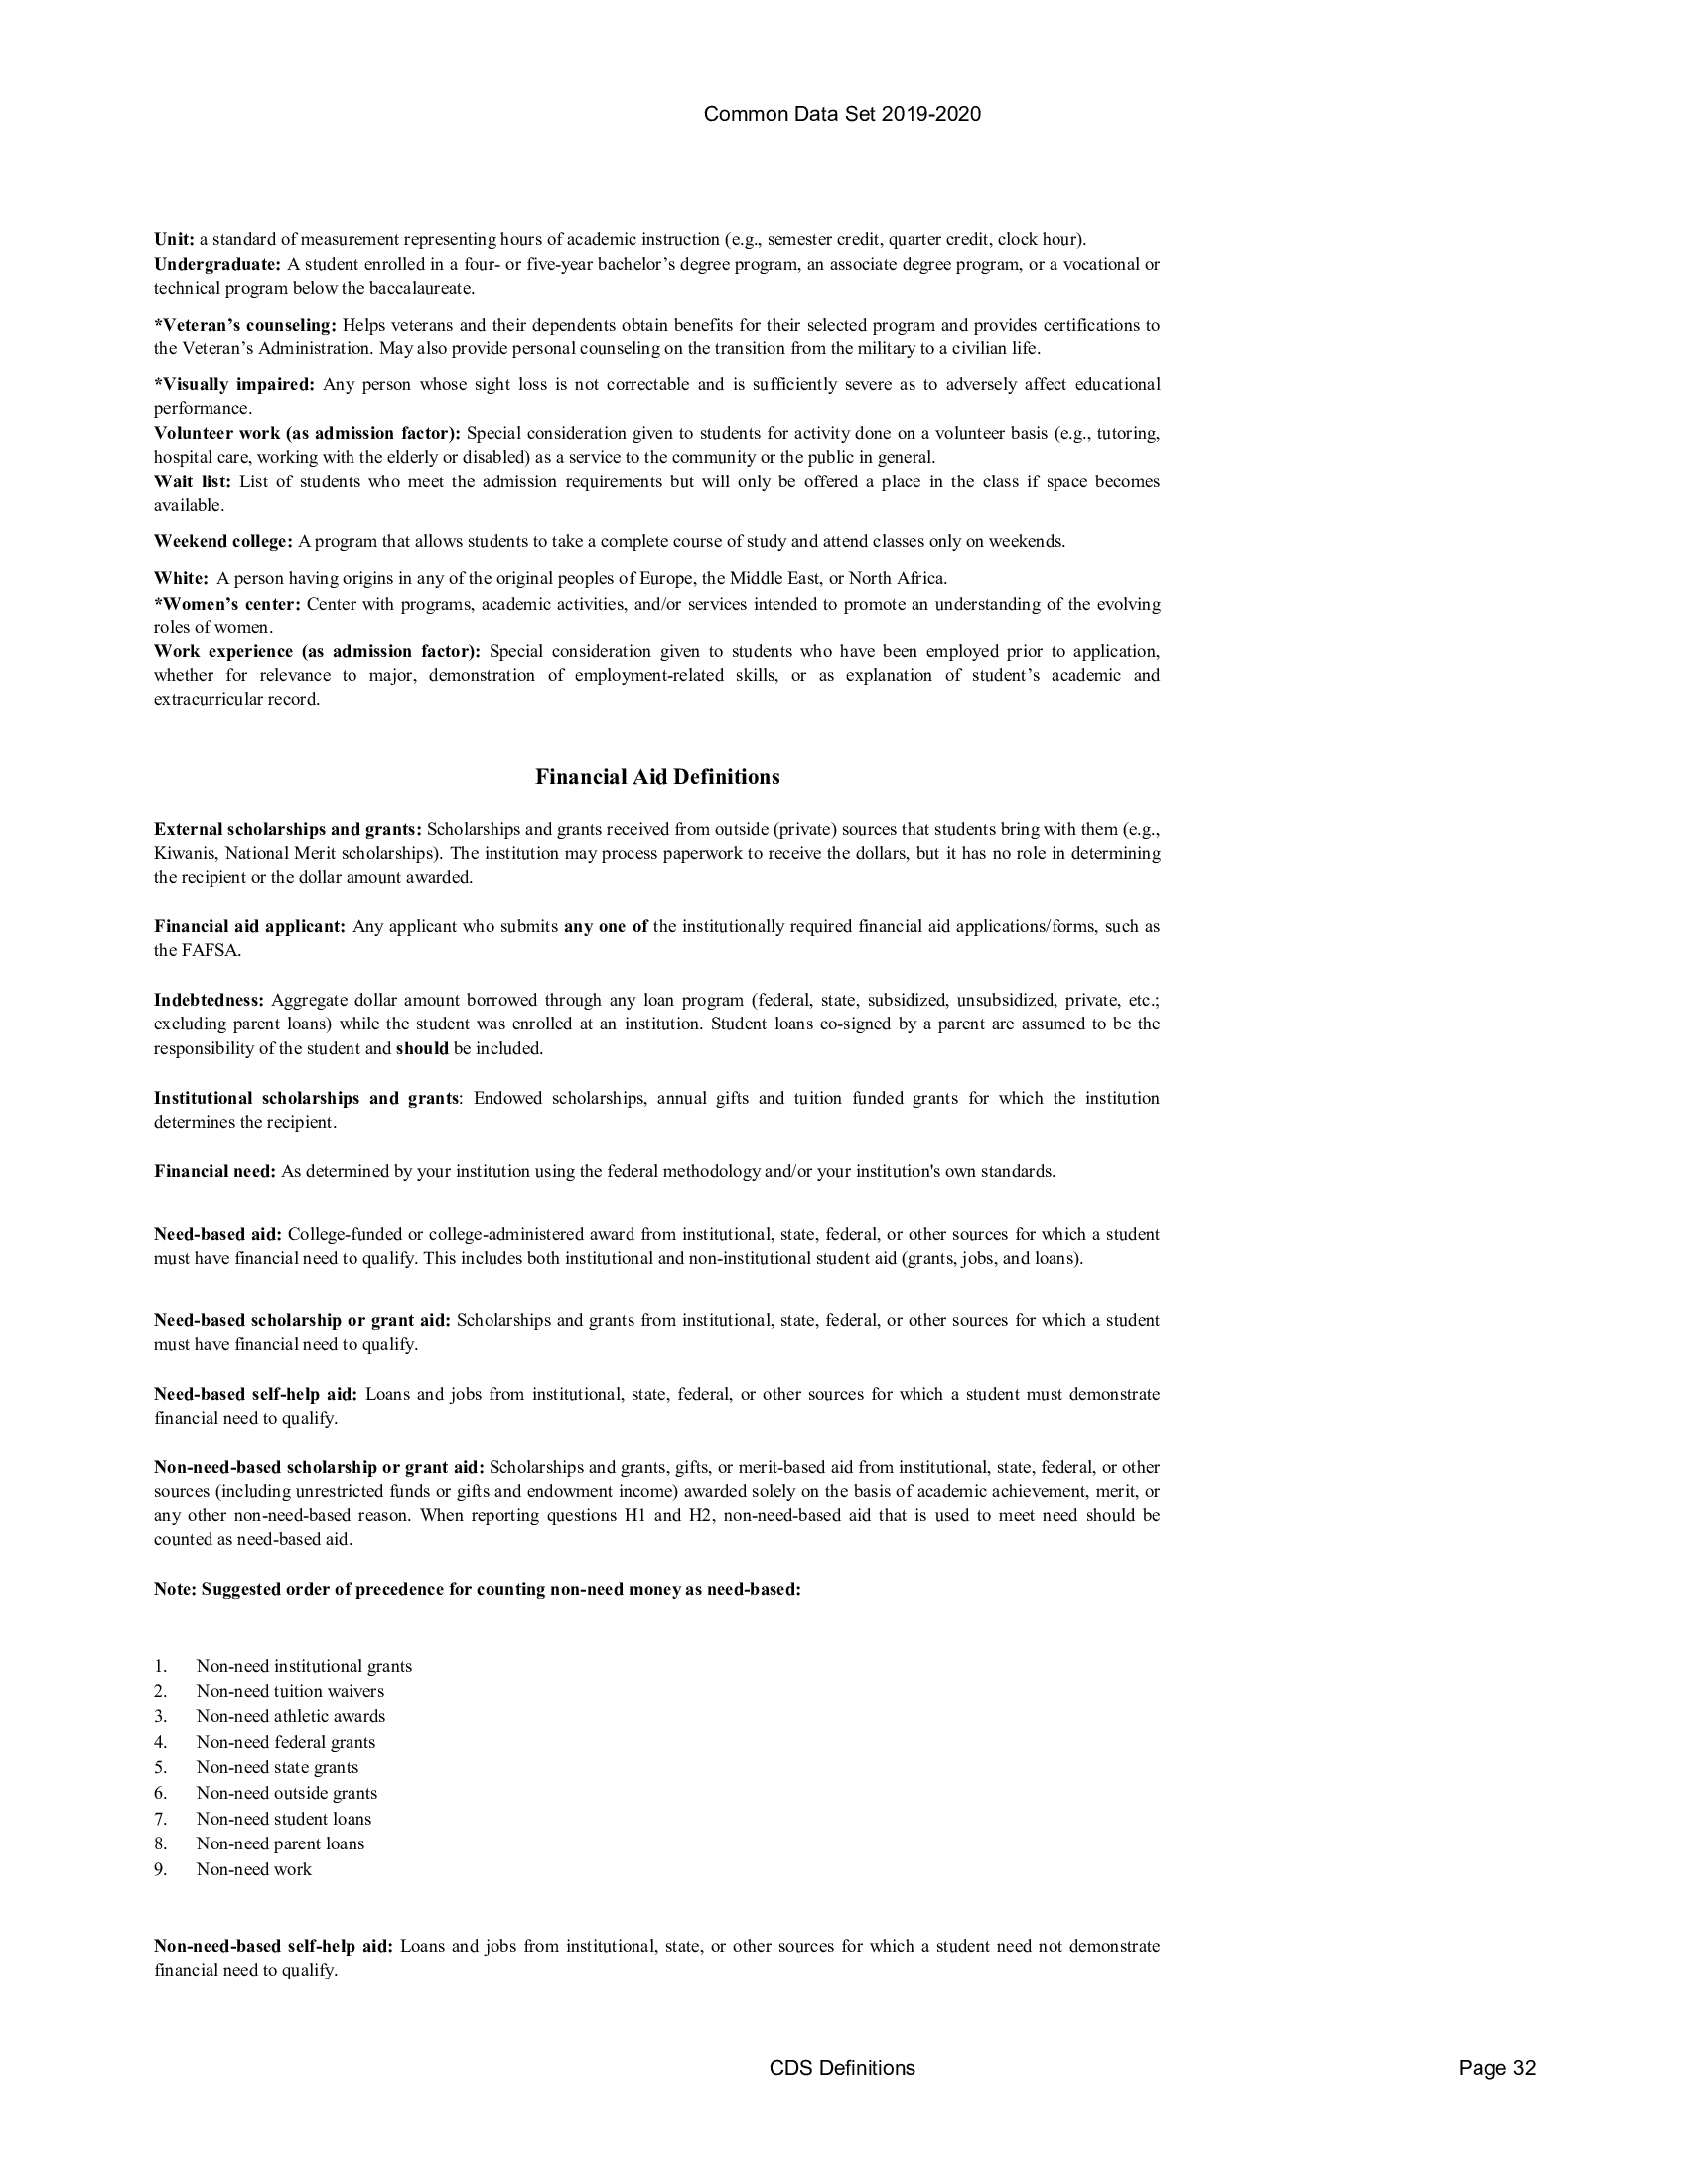 Common Data Set 2019-2020
Unit: a standard of measurement representing hours of academic instruction (e.g., semester credit, quarter credit, clock hour).
Undergraduate: A student enrolled in a four- or five-year bachelor’s degree program, an associate degree program, or a vocational or
technical program below the baccalaureate.
*Veteran’s counseling: Helps veterans and their dependents obtain benefits for their selected program and provides certifications to
the Veteran’s Administration. May also provide personal counseling on the transition from the military to a civilian life.
*Visually impaired: Any person whose sight loss is not correctable and is sufficiently severe as to adversely affect educational
performance.
Volunteer work (as admission factor): Special consideration given to students for activity done on a volunteer basis (e.g., tutoring,
hospital care, working with the elderly or disabled) as a service to the community or the public in general.
Wait list: List of students who meet the admission requirements but will only be offered a place in the class if space becomes
available.
Weekend college: A program that allows students to take a complete course of study and attend classes only on weekends.
White: A person having origins in any of the original peoples of Europe, the Middle East, or North Africa.
*Women’s center: Center with programs, academic activities, and/or services intended to promote an understanding of the evolving
roles of women.
Work experience (as admission factor): Special consideration given to students who have been employed prior to application,
whether for relevance to major, demonstration of employment-related skills, or as explanation of student’s academic and
extracurricular record.
Financial Aid Definitions
External scholarships and grants: Scholarships and grants received from outside (private) sources that students bring with them (e.g.,
Kiwanis, National Merit scholarships). The institution may process paperwork to receive the dollars, but it has no role in determining
the recipient or the dollar amount awarded.
Financial aid applicant: Any applicant who submits any one of the institutionally required financial aid applications/forms, such as
the FAFSA.
Indebtedness: Aggregate dollar amount borrowed through any loan program (federal, state, subsidized, unsubsidized, private, etc.;
excluding parent loans) while the student was enrolled at an institution. Student loans co-signed by a parent are assumed to be the
responsibility of the student and should be included.
Institutional scholarships and grants: Endowed scholarships, annual gifts and tuition funded grants for which the institution
determines the recipient.
Financial need: As determined by your institution using the federal methodology and/or your institution's own standards.
Need-based aid: College-funded or college-administered award from institutional, state, federal, or other sources for which a student
must have financial need to qualify. This includes both institutional and non-institutional student aid (grants, jobs, and loans).
Need-based scholarship or grant aid: Scholarships and grants from institutional, state, federal, or other sources for which a student
must have financial need to qualify.
Need-based self-help aid: Loans and jobs from institutional, state, federal, or other sources for which a student must demonstrate
financial need to qualify.
Non-need-based scholarship or grant aid: Scholarships and grants, gifts, or merit-based aid from institutional, state, federal, or other
sources (including unrestricted funds or gifts and endowment income) awarded solely on the basis of academic achievement, merit, or
any other non-need-based reason. When reporting questions H1 and H2, non-need-based aid that is used to meet need should be
counted as need-based aid.
Note: Suggested order of precedence for counting non-need money as need-based:
1. Non-need institutional grants
2. Non-need tuition waivers
3. Non-need athletic awards
4. Non-need federal grants
5. Non-need state grants
6. Non-need outside grants
7. Non-need student loans
8. Non-need parent loans
9. Non-need work
Non-need-based self-help aid: Loans and jobs from institutional, state, or other sources for which a student need not demonstrate
financial need to qualify.
CDS Definitions
Page 32